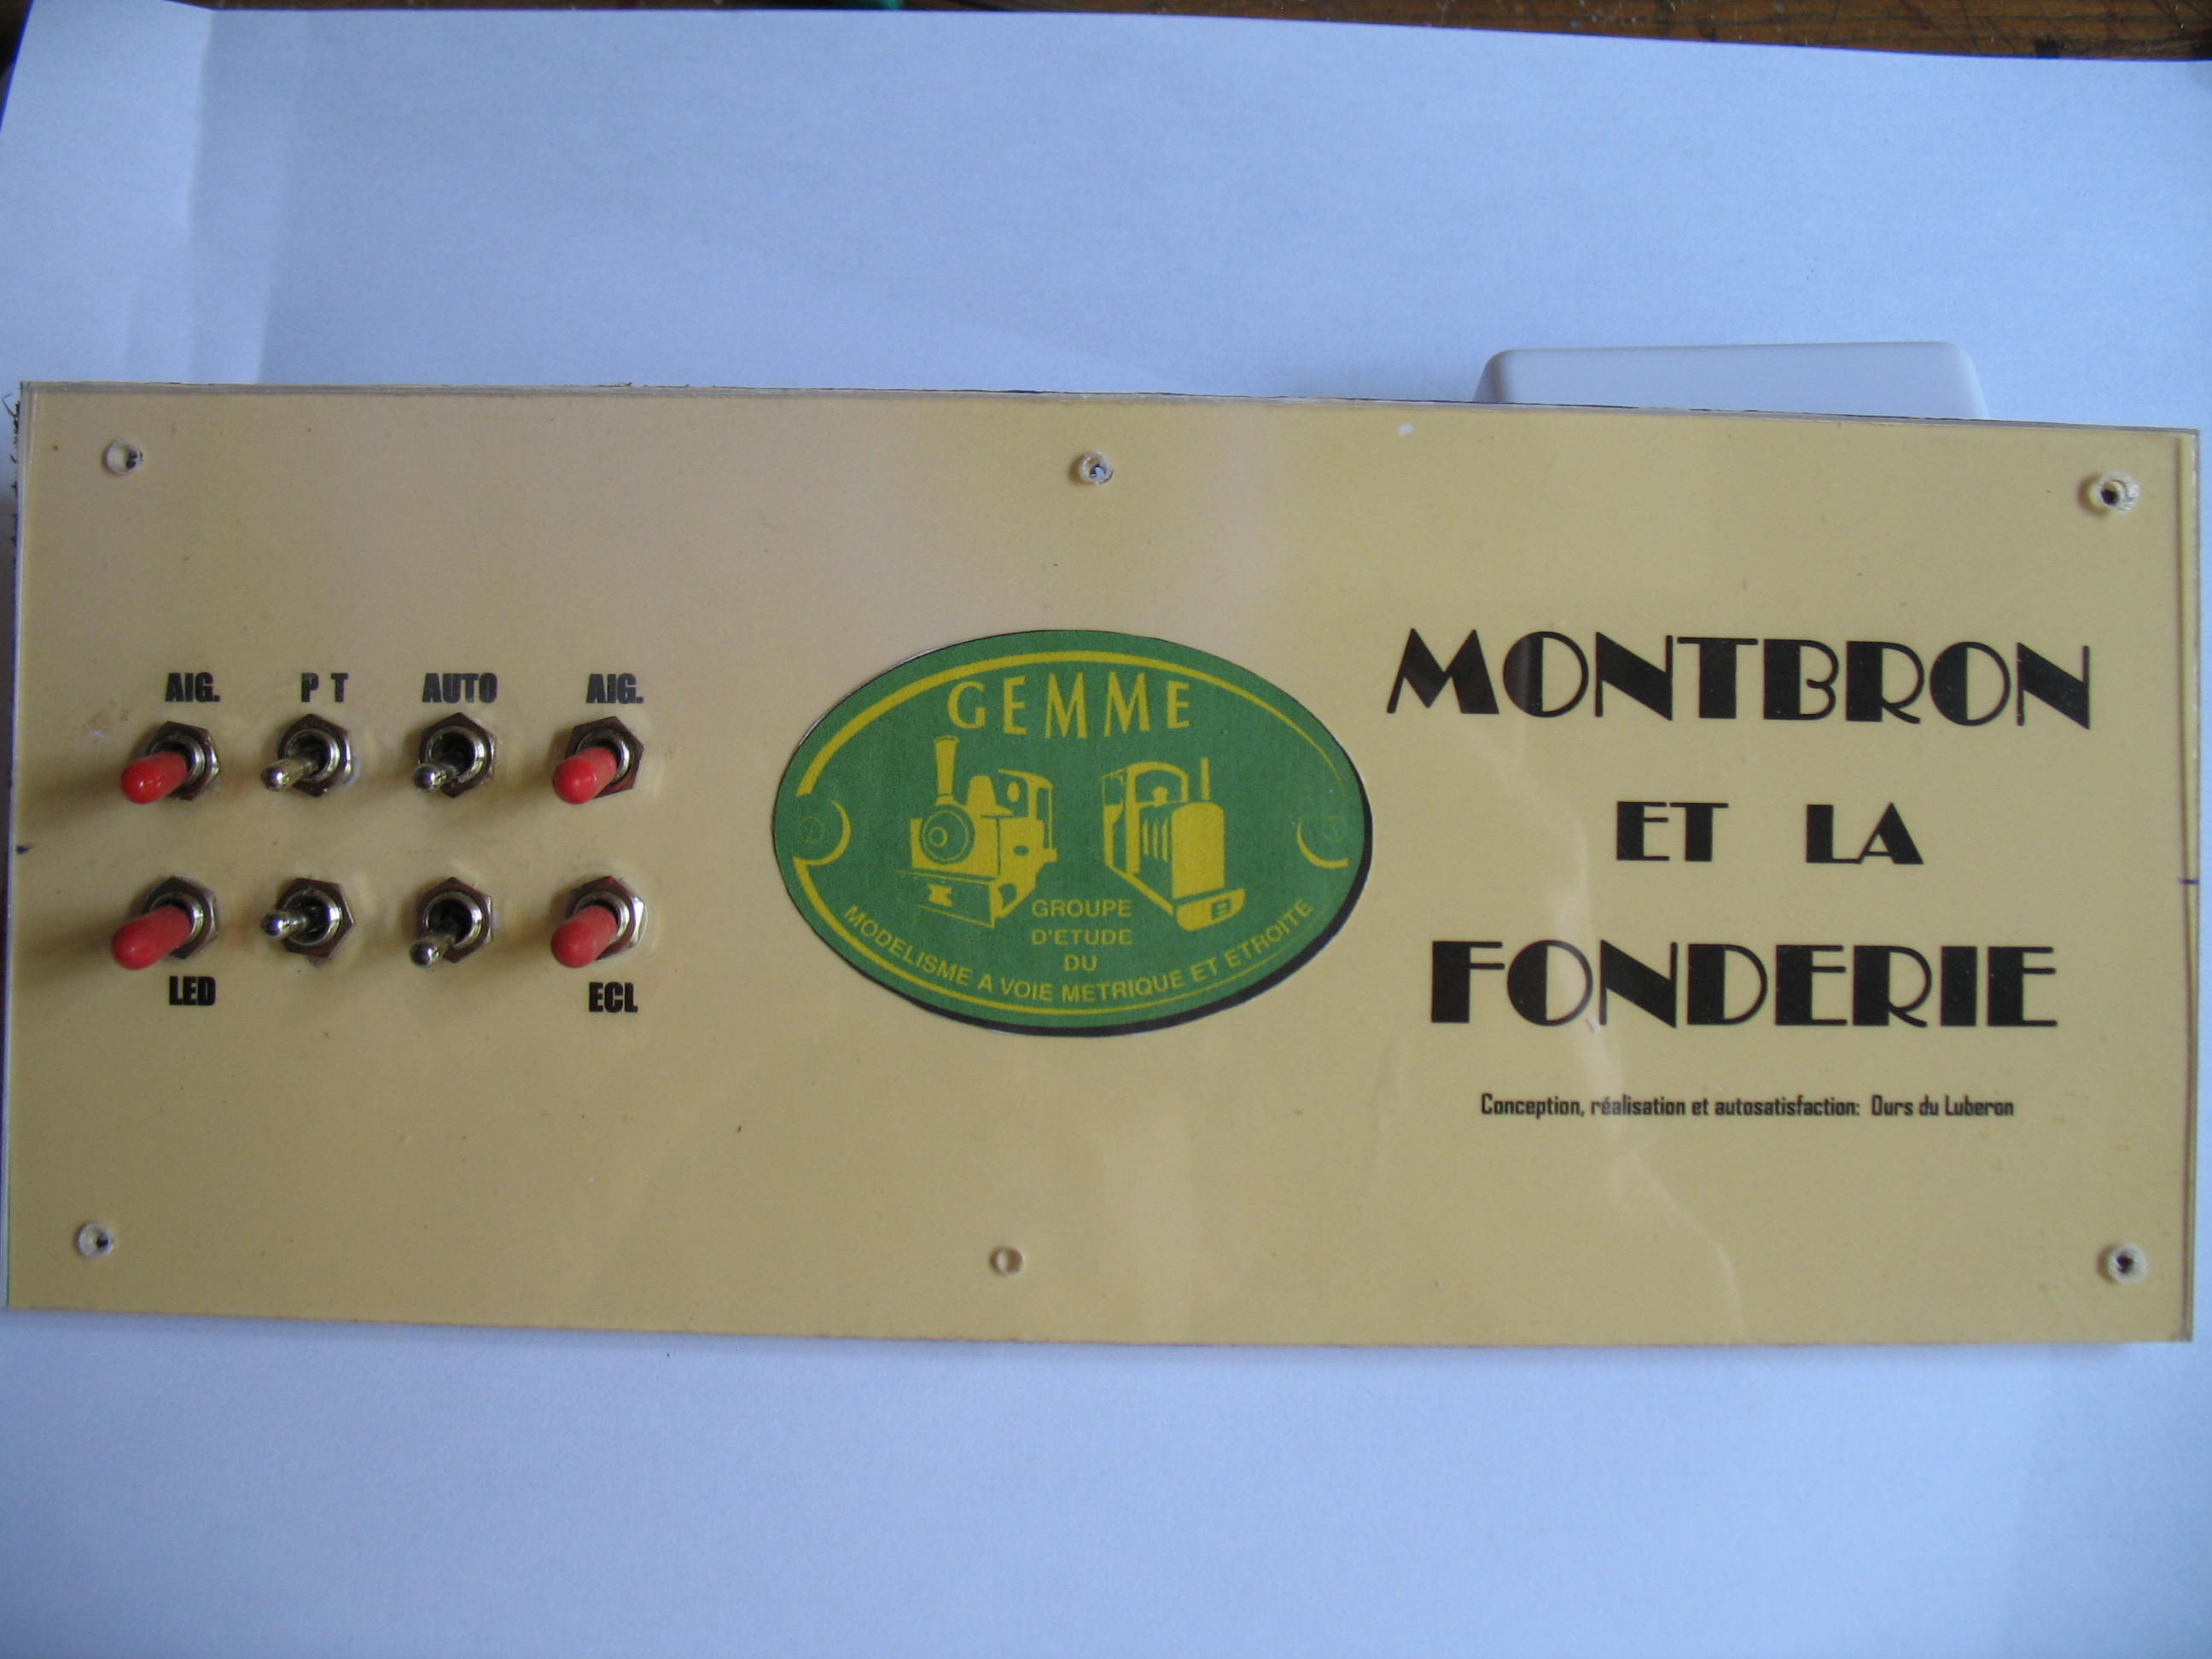 AIG. P T AUTO AIG.
LED ECL
GEMME
GROUPE
D'ETUDE
DU
MODELISME A VOIE METRIQUE ET ETROITE
MONTBRON
ET LA
FONDERIE
Conception, réalisation et autosatisfaction: Ours du Luberon